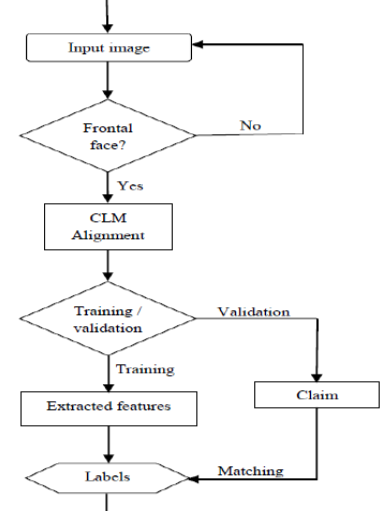 Input image
Frontal
face?
No
Yes
CLM
Alignment
Training /
validation
Validation
Training
Extracted features
Claim
Labels
Matching